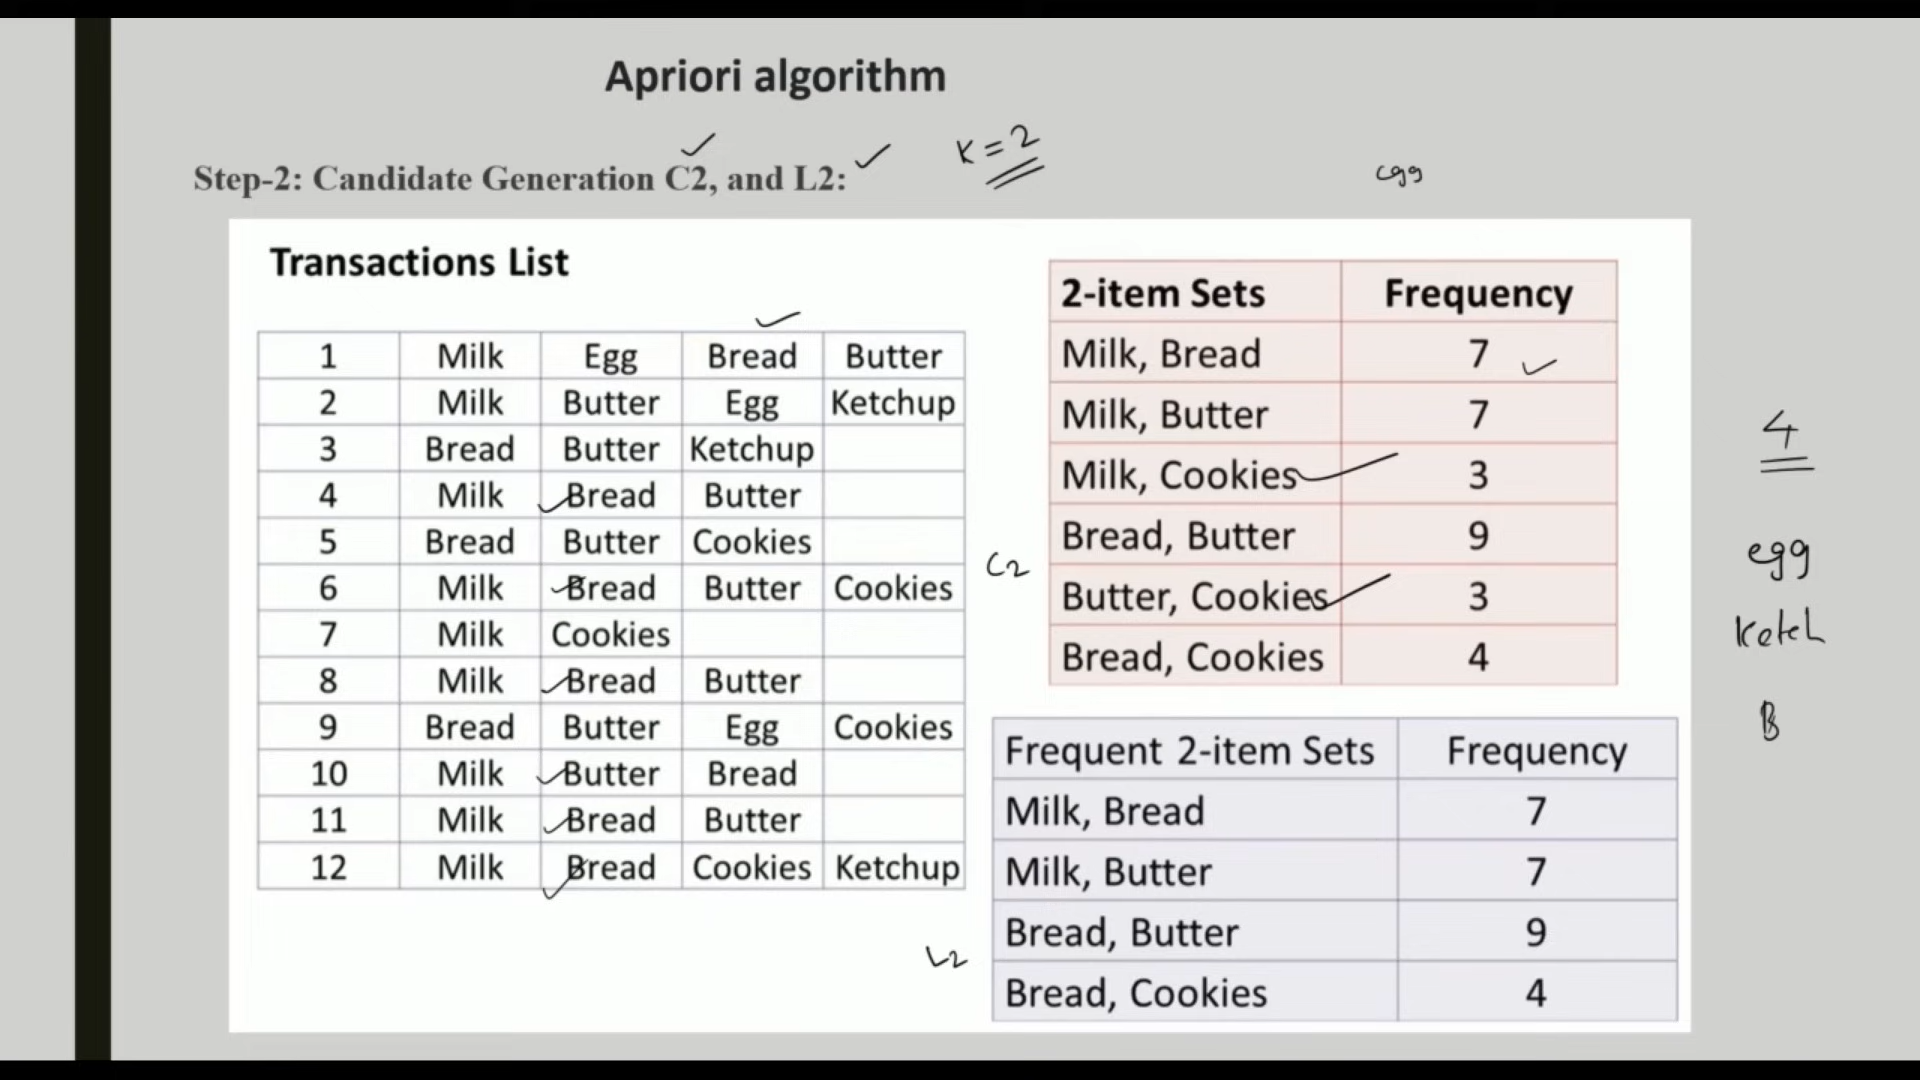 Apriori algorithm
K=2
Step-2: Candidate Generation C2, and L2:
egg
Transactions List
1 Milk Egg Bread Butter
2 Milk Butter Egg Ketchup
3 Bread Butter Ketchup
4 Milk Bread Butter
5 Bread Butter Cookies
6 Milk Bread Butter Cookies
7 Milk Cookies
8 Milk Bread Butter
9 Bread Butter Egg Cookies
10 Milk Butter Bread
11 Milk Bread Butter
12 Milk Bread Cookies Ketchup
C2
2-item Sets Frequency
Milk, Bread 7
Milk, Butter 7
Milk, Cookies 3
Bread, Butter 9
Butter, Cookies 3
Bread, Cookies 4
L2
Frequent 2-item Sets Frequency
Milk, Bread 7
Milk, Butter 7
Bread, Butter 9
Bread, Cookies 4
4
egg
Ketch
B